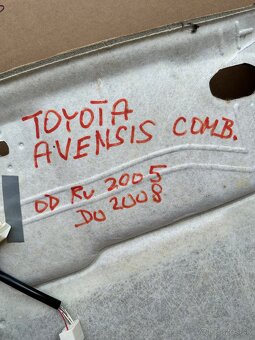 TOYOTA
AVENSIS COMB.
OD RV 2005
DO 2008